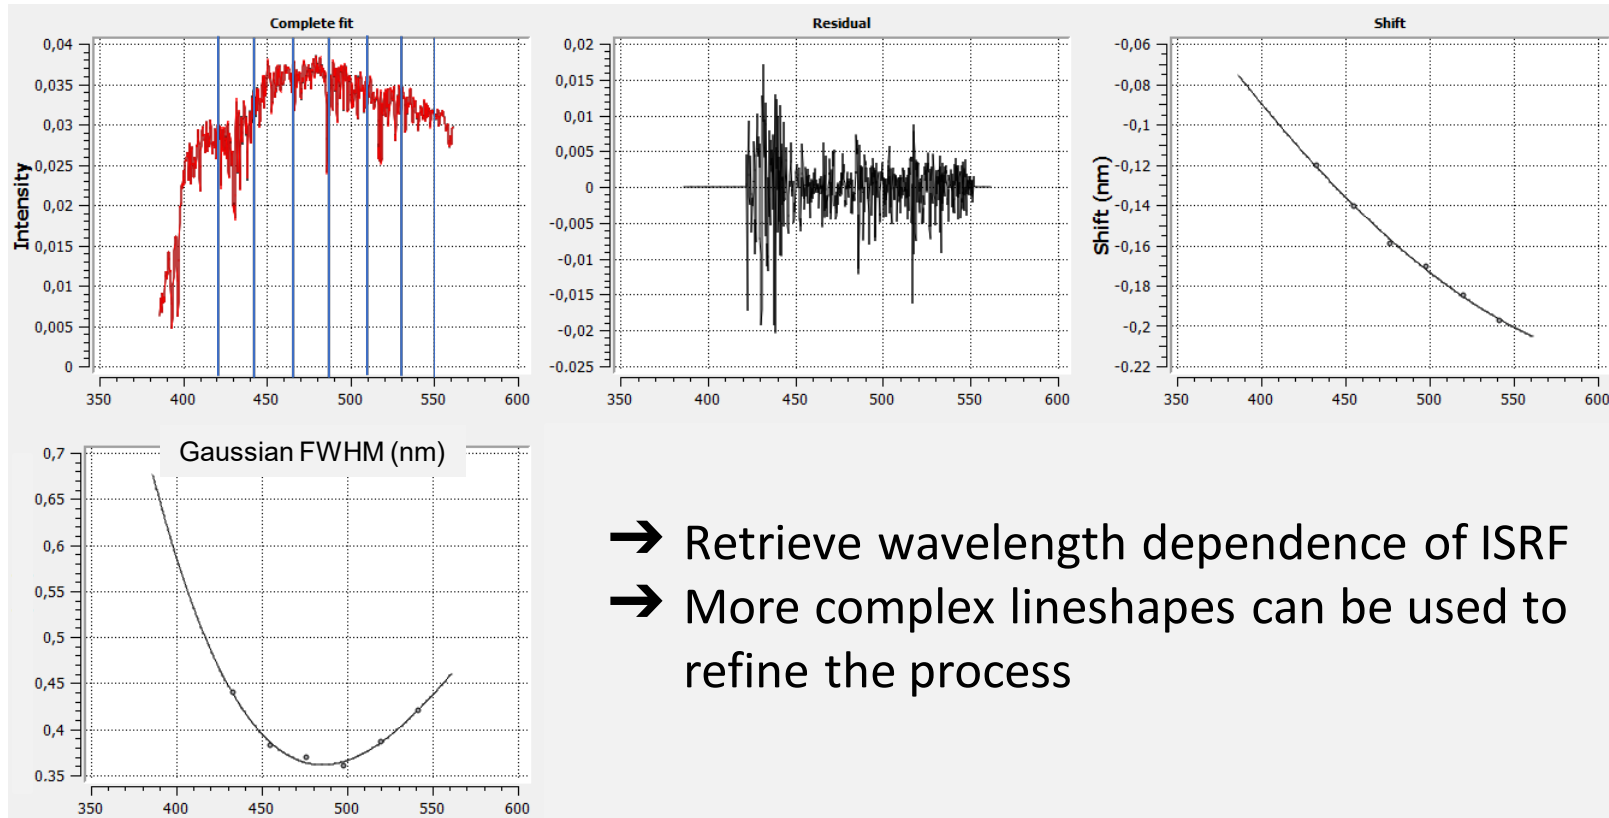 Complete fit
0,04
0,035
0,03
0,025
0,02
0,015
0,01
0,005
0
Intensity
350 400 450 500 550 600
Residual
0,02
0,015
0,01
0,005
0
-0,005
-0,01
-0,015
-0,02
-0.025
350 400 450 500 550 600
Shift
-0,06
-0,08
-0,1
-0,12
-0,14
-0,16
-0,18
-0,2
-0.22
Shift (nm)
350 400 450 500 550 600
Gaussian FWHM (nm)
0,7
0,65
0,6
0,55
0,5
0,45
0,4
0.35
350 400 450 500 550 600
➔ Retrieve wavelength dependence of ISRF
➔ More complex lineshapes can be used to
refine the process